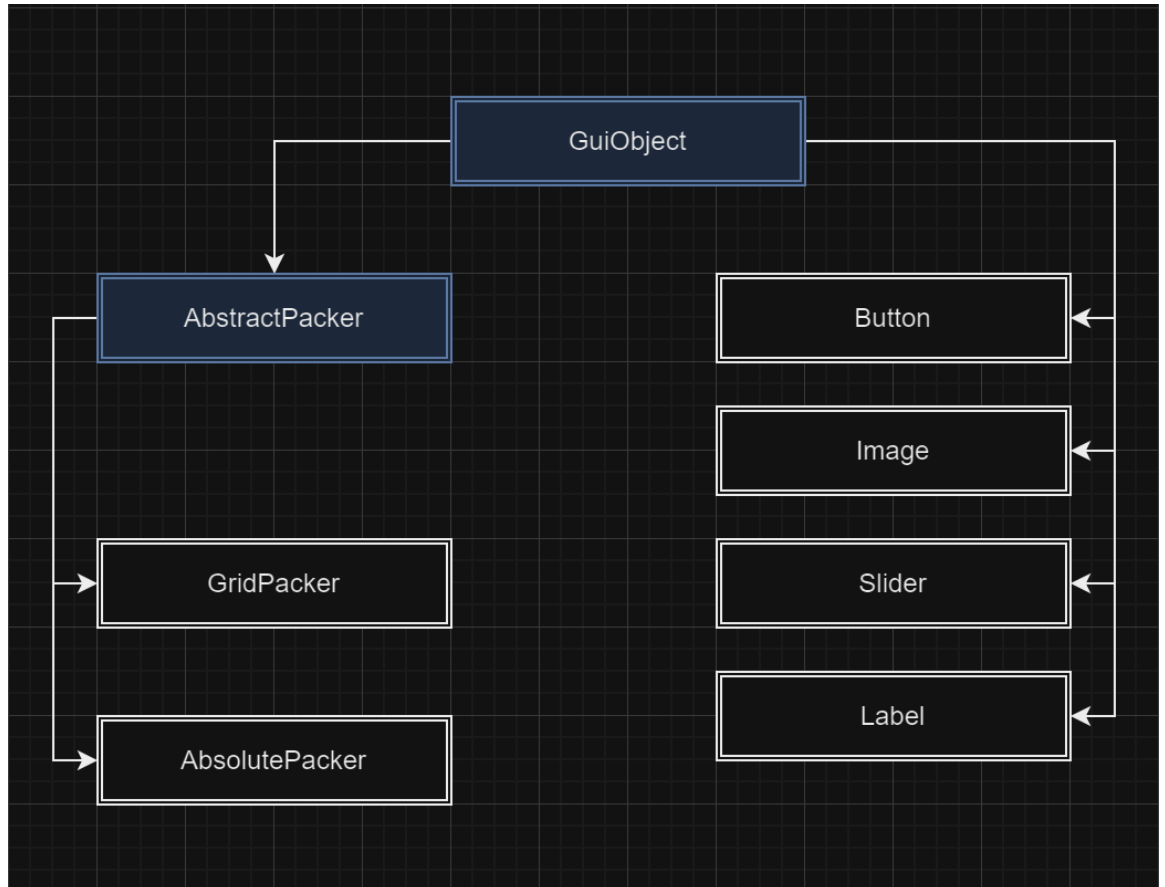 GuiObject
AbstractPacker
Button
Image
GridPacker
Slider
Label
AbsolutePacker